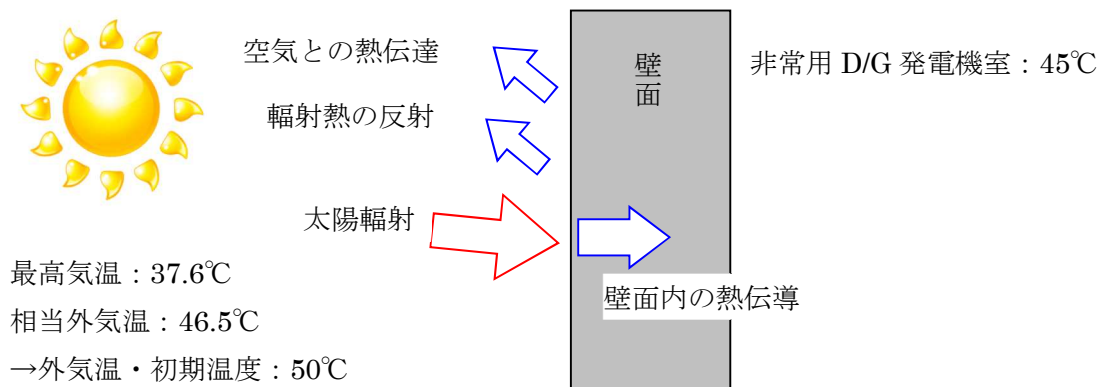 空気との熱伝達
輻射熱の反射
太陽輻射
最高気温：37.6℃
相当外気温：46.5℃
→外気温・初期温度：50℃
壁面
壁面内の熱伝導
非常用 D/G 発電機室：45℃